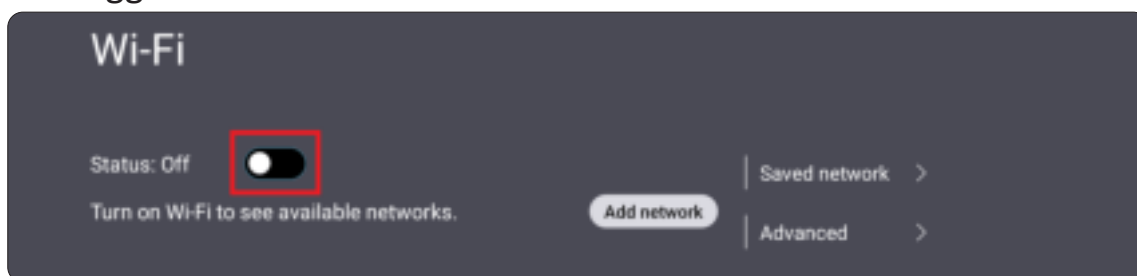 Wi-Fi
Status: Off
Turn on Wi-Fi to see available networks.
Add network
Saved network
Advanced